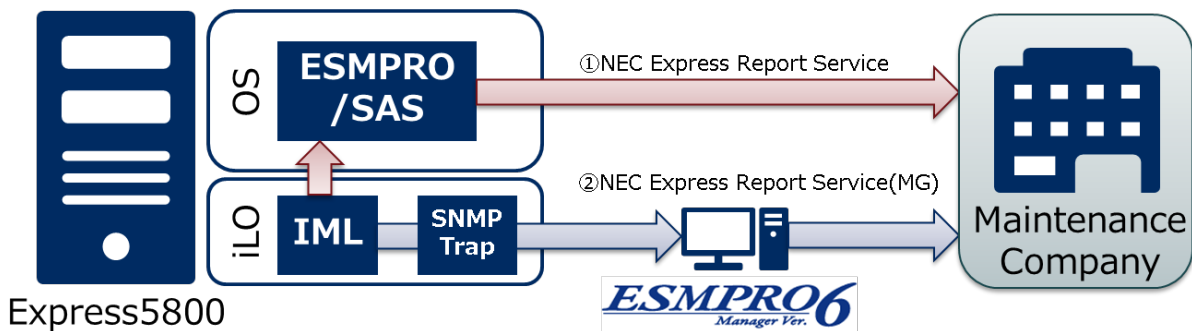 OS
ESMPRO
/SAS
①NEC Express Report Service
iLO
IML
SNMP
Trap
②NEC Express Report Service(MG)
ESMPRO6
Manager Ver.
Maintenance
Company
Express5800